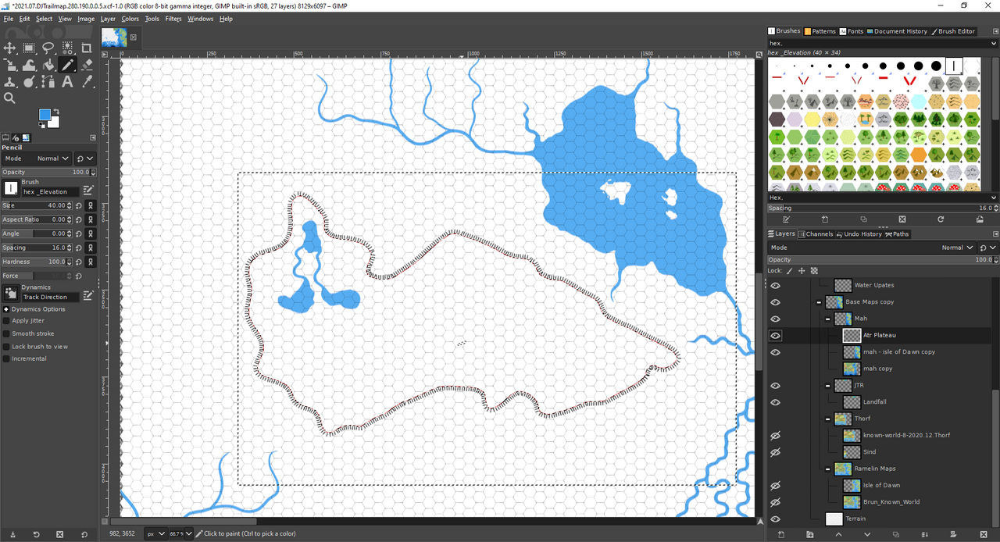 *2021.07.DJTrailmap.280.190.0.0.5.xcf-1.0 (RGB color 8-bit gamma integer, GIMP built-in sRGB, 27 layers) 8129x6097 – GIMP
File Edit Select View Image Layer Colors Tools Filters Windows Help
Brushes Patterns Fonts Document History Brush Editor
hex,
hex _Elevation (40 × 34)
0 250 500 750 1000 1250 1500 1750
Pencil
Mode Normal
Opacity 100.0
Brush
hex _Elevation
Size 40.00
Aspect Ratio 0.00
Angle 0.00
Spacing 16.0
Hardness 100.0
Force
Dynamics
Track Direction
Dynamics Options
Apply Jitter
Smooth stroke
Lock brush to view
Incremental
Hex,
Spacing 16.0
Layers Channels Undo History Paths
Mode Normal
Opacity 100.0
Lock:
Water Upates
Base Maps copy
Mah
Atr Plateau
mah - isle of Dawn copy
mah copy
JTR
Landfall
Thorf
known-world-8-2020.12.Thorf
Sind
Ramelin Maps
Isle of Dawn
Brun_Known_World
Terrain
982, 3652 px 66.7 % Click to paint (Ctrl to pick a color)